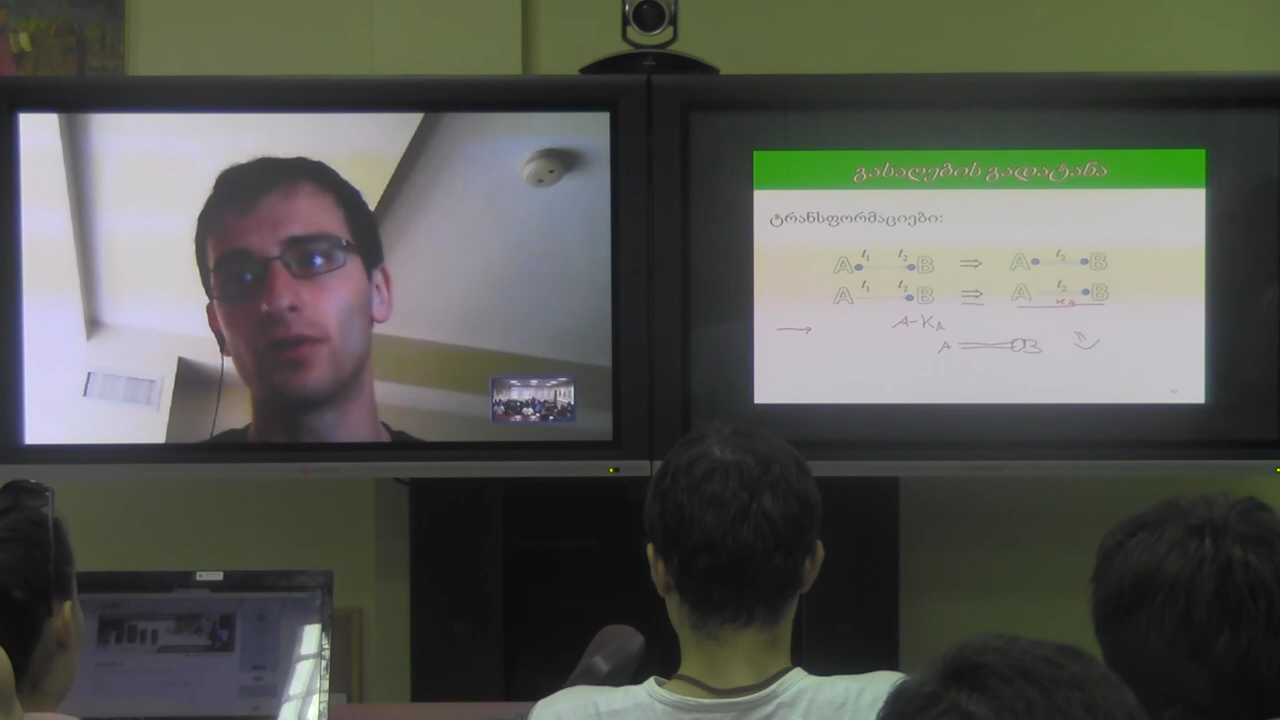 გასაღების გადატანა
ტრანსფორმაციები:
A t₁ t₂ B ⇒ A t₂ B
A t₁ t₂ B ⇒ A t₂ B
KA
→ A-KA
A B